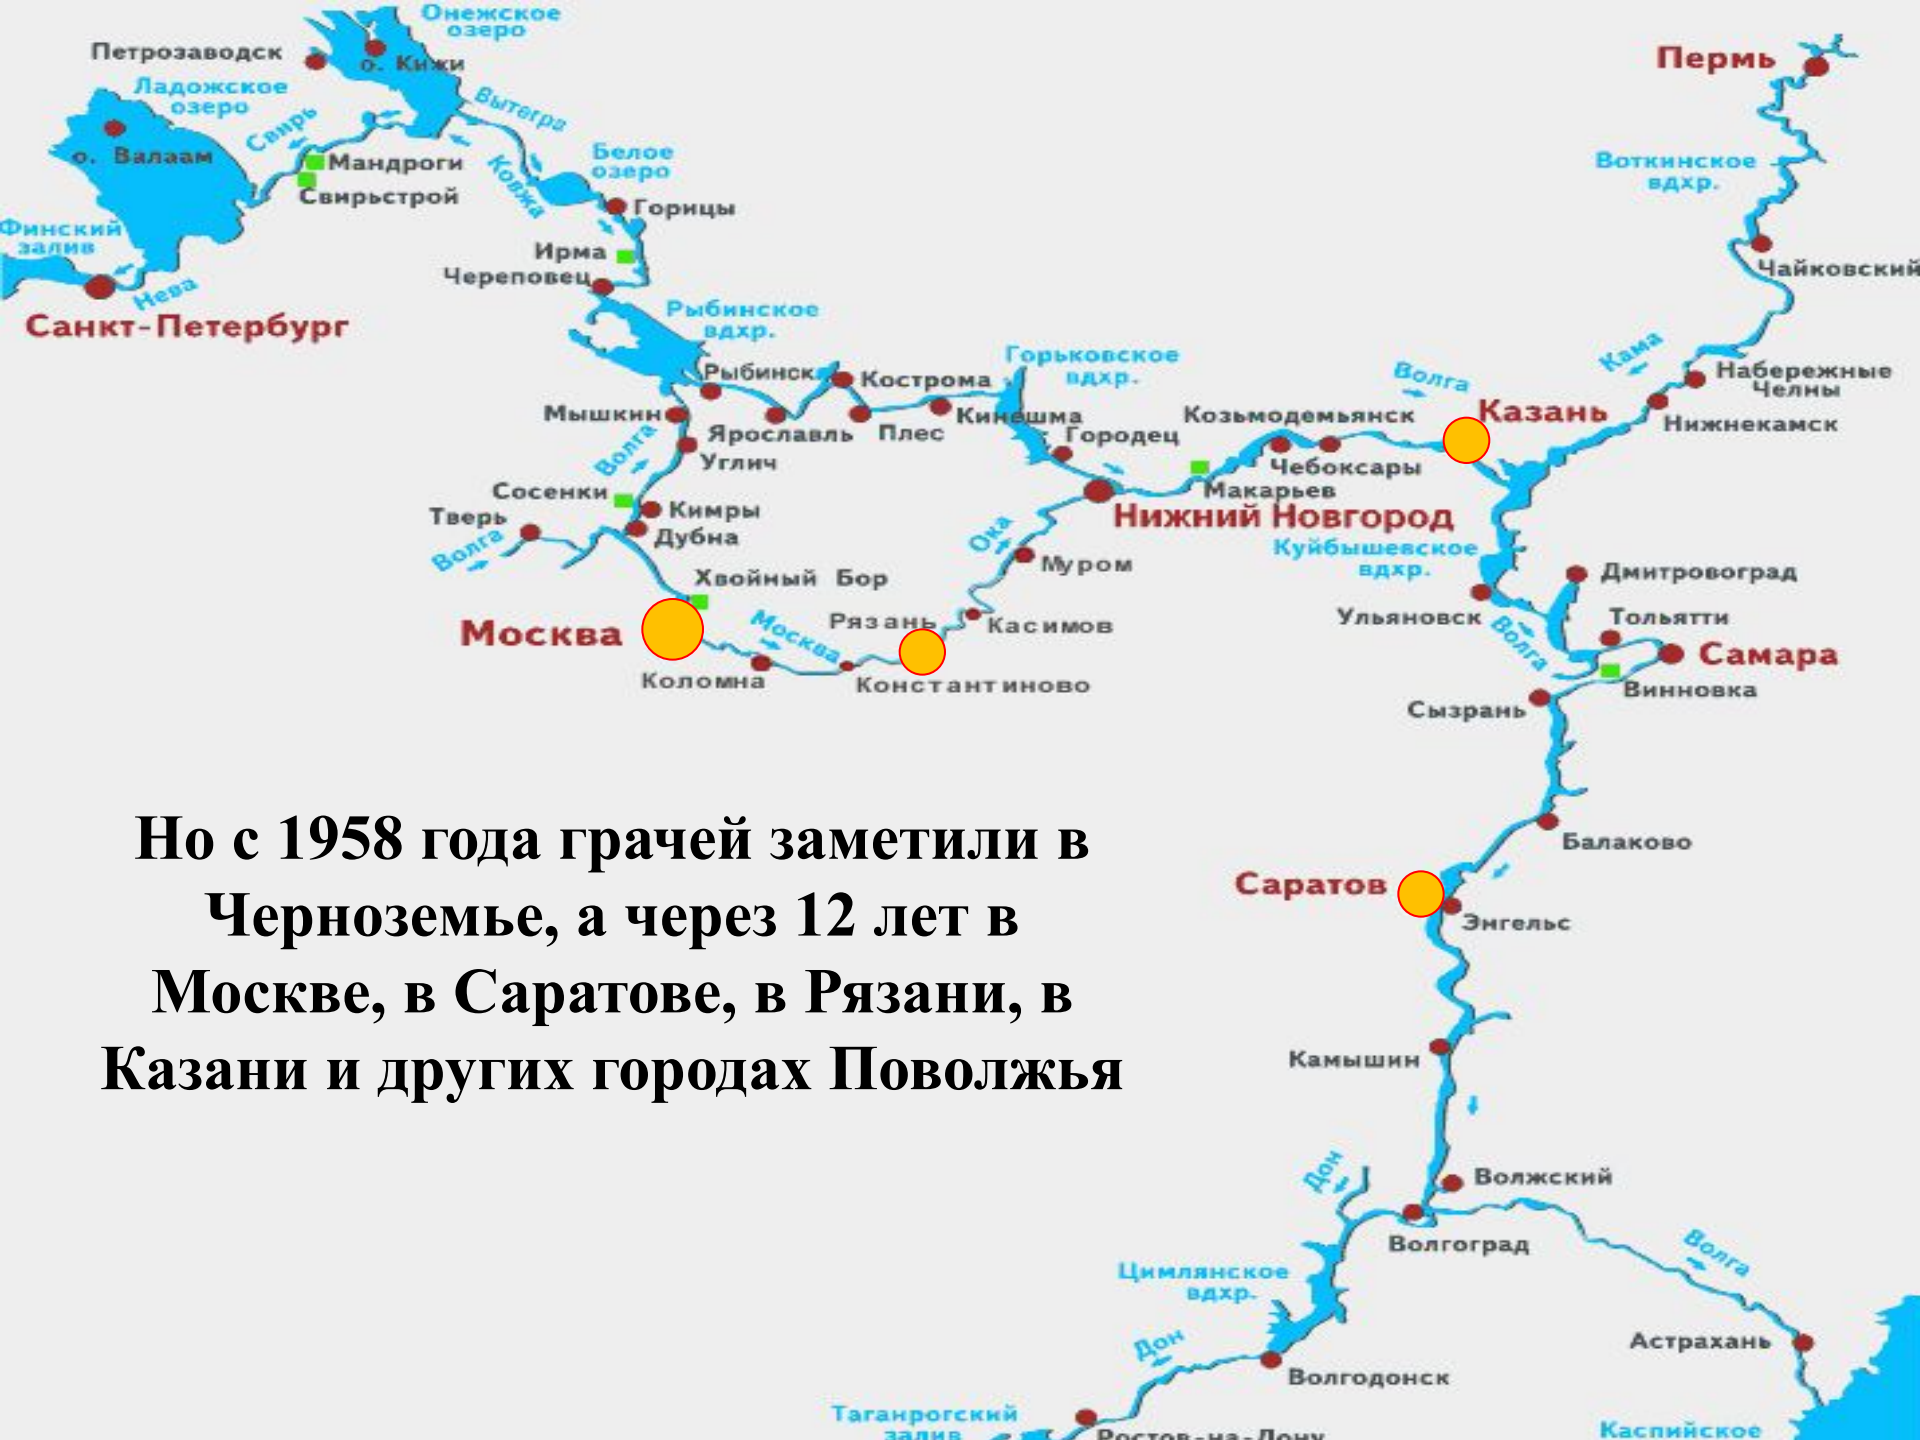 Онежское
озеро
Петрозаводск
о. Кижи
Ладожское
озеро
Свирь
Вытегра
о. Валаам
Мандроги
Свирьстрой
Ковжа
Белое
озеро
Горицы
Финский
залив
Нева
Санкт-Петербург
Ирма
Череповец
Рыбинское
вдхр.
Пермь
Воткинское
вдхр.
Чайковский
Кама
Набережные
Челны
Нижнекамск
Рыбинск
Кострома
Горьковское
вдхр.
Волга
Казань
Мышкин
Ярославль
Плес
Кинешма
Козьмодемьянск
Городец
Волга
Углич
Чебоксары
Сосенки
Макарьев
Кимры
Тверь
Волга
Дубна
Нижний Новгород
Ока
Куйбышевское
вдхр.
Муром
Хвойный Бор
Дмитровоград
Москва
Москва
Рязань
Касимов
Ульяновск
Волга
Тольятти
Самара
Коломна
Константиново
Винновка
Сызрань
Балаково
Но с 1958 года грачей заметили в
Черноземье, а через 12 лет в
Москве, в Саратове, в Рязани, в
Казани и других городах Поволжья
Саратов
Энгельс
Камышин
Дон
Волжский
Волгоград
Волга
Цимлянское
вдхр.
Дон
Астрахань
Волгодонск
Таганрогский
залив
Ростов-на-Дону
Каспийское